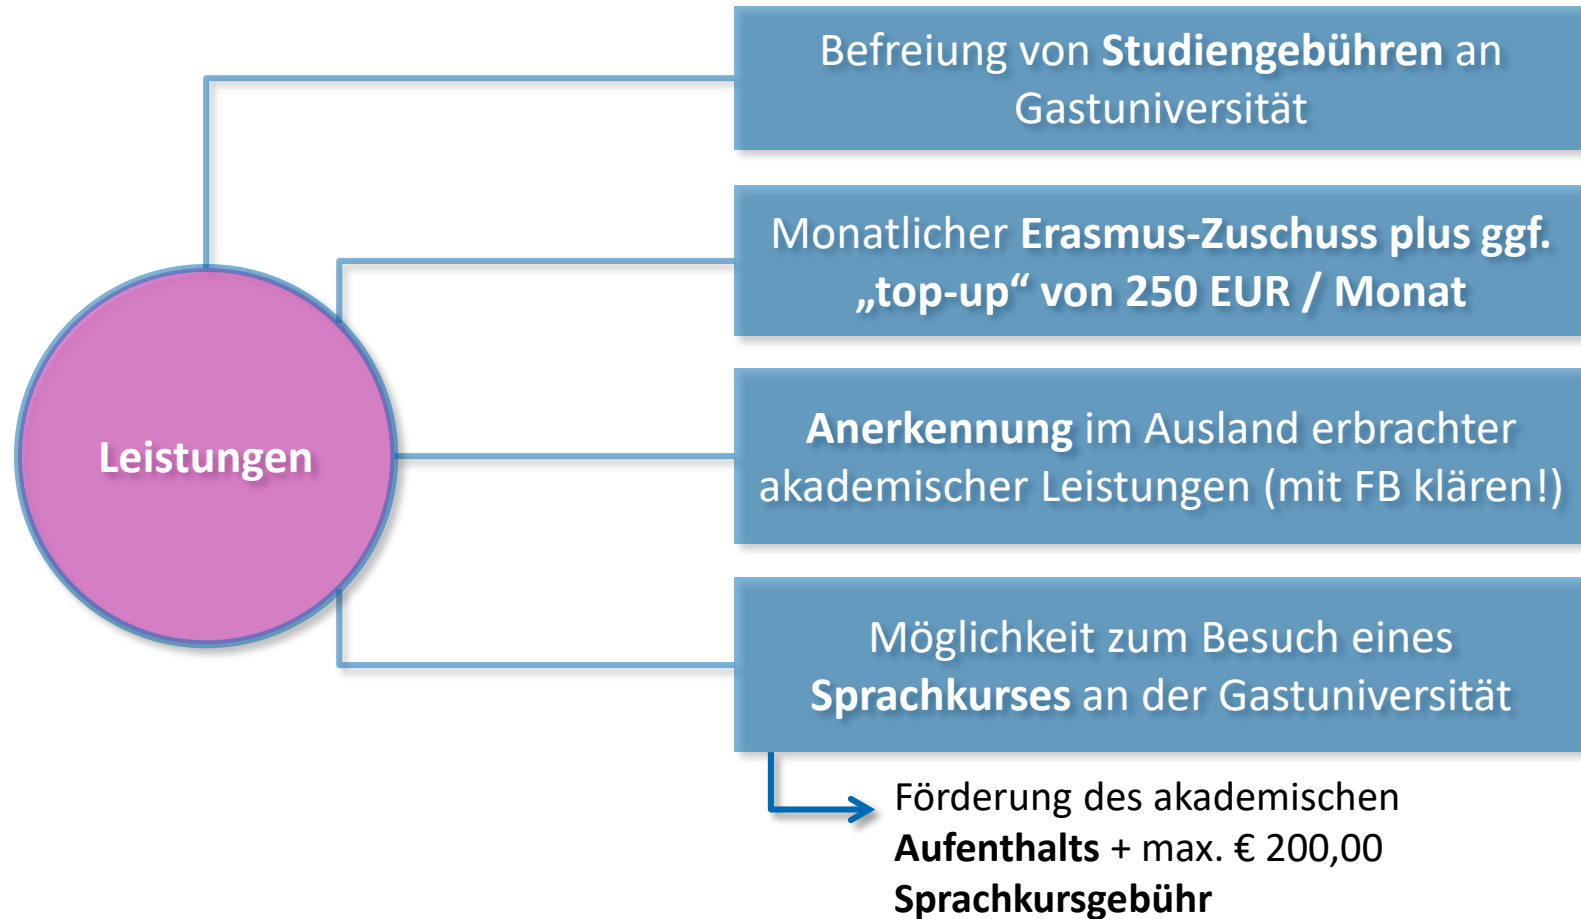 Befreiung von Studiengebühren an
Gastuniversität
Monatlicher Erasmus-Zuschuss plus ggf.
„top-up“ von 250 EUR / Monat
Leistungen
Anerkennung im Ausland erbrachter
akademischer Leistungen (mit FB klären!)
Möglichkeit zum Besuch eines
Sprachkurses an der Gastuniversität
Förderung des akademischen
Aufenthalts + max. € 200,00
Sprachkursgebühr